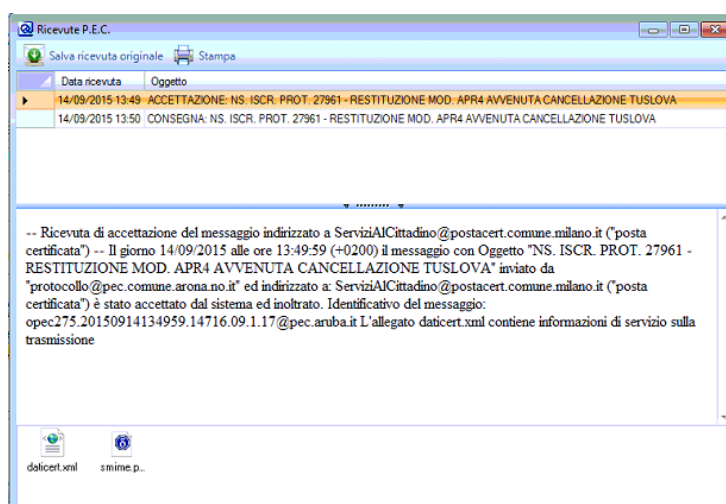 Ricevute P.E.C.
Salva ricevuta originale Stampa
Data ricevuta Oggetto
14/09/2015 13:49 ACCETTAZIONE: NS. ISCR. PROT. 27961 - RESTITUZIONE MOD. APR4 AVVENUTA CANCELLAZIONE TUSLOVA
14/09/2015 13:50 CONSEGNA: NS. ISCR. PROT. 27961 - RESTITUZIONE MOD. APR4 AVVENUTA CANCELLAZIONE TUSLOVA
-- Ricevuta di accettazione del messaggio indirizzato a ServiziAlCittadino@postacert.comune.milano.it ("posta
certificata") -- Il giorno 14/09/2015 alle ore 13:49:59 (+0200) il messaggio con Oggetto "NS. ISCR. PROT. 27961 -
RESTITUZIONE MOD. APR4 AVVENUTA CANCELLAZIONE TUSLOVA" inviato da
"protocollo@pec.comune.arona.no.it" ed indirizzato a: ServiziAlCittadino@postacert.comune.milano.it ("posta
certificata") è stato accettato dal sistema ed inoltrato. Identificativo del messaggio:
opec275.20150914134959.14716.09.1.17@pec.aruba.it L'allegato daticert.xml contiene informazioni di servizio sulla
trasmissione
daticert.xml smime.p...